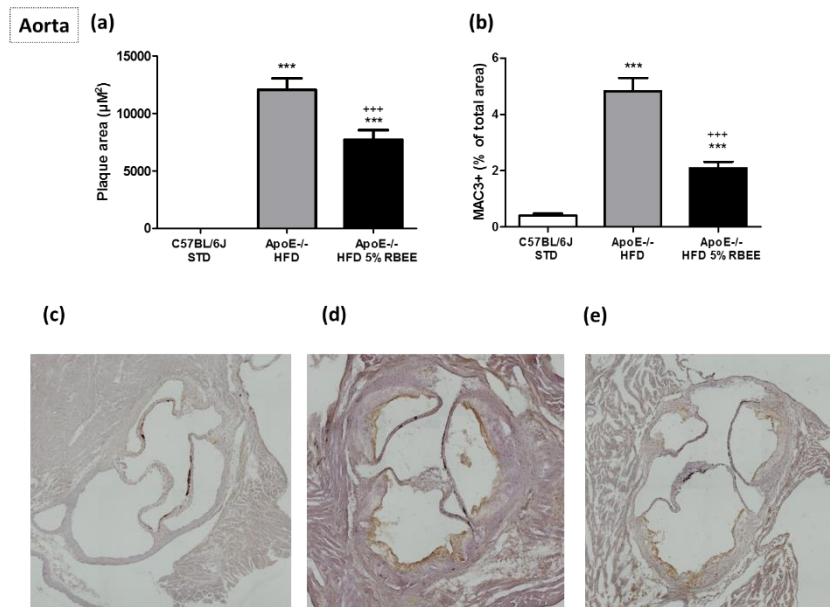 Aorta
(a)
Plaque area (µM²)
15000
10000
5000
0
***
+++
***
C57BL/6J
STD
ApoE-/-
HFD
ApoE-/-
HFD 5% RBEE
(b)
MAC3+ (% of total area)
6
4
2
0
***
+++
***
C57BL/6J
STD
ApoE-/-
HFD
ApoE-/-
HFD 5% RBEE
(c)
(d)
(e)